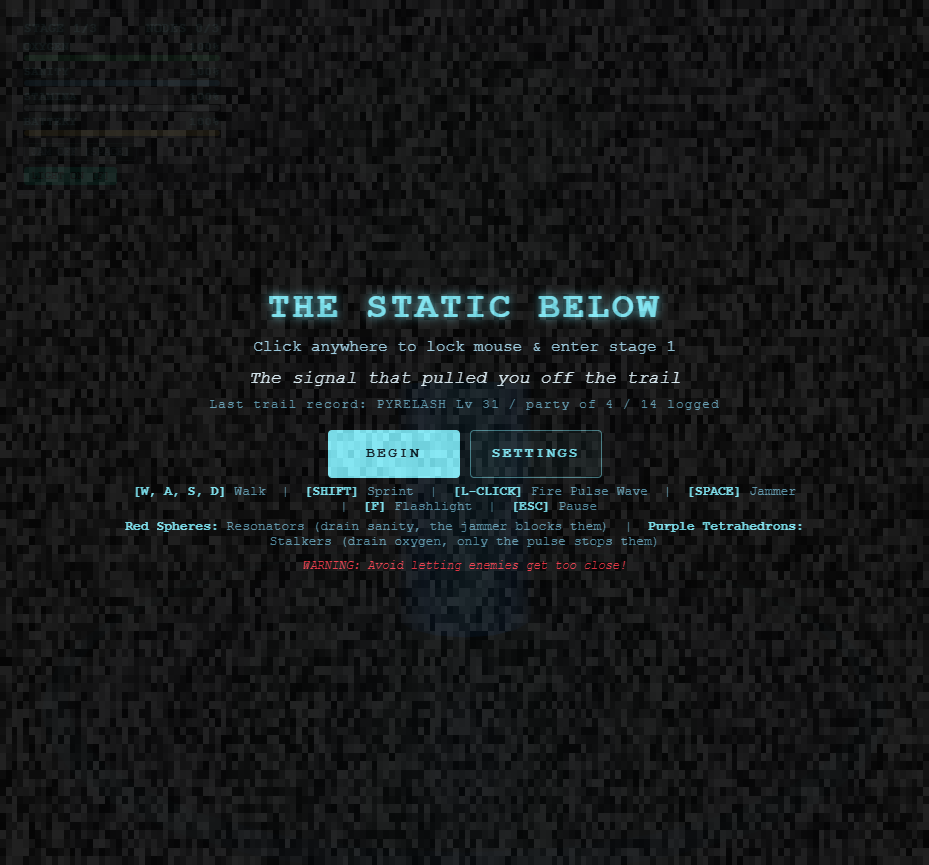 THE STATIC BELOW
Click anywhere to lock mouse & enter stage 1
The signal that pulled you off the trail
Last trail record: PYRELASH Lv 31 / party of 4 / 14 logged
BEGIN
SETTINGS
[W, A, S, D] Walk | [SHIFT] Sprint | [L-CLICK] Fire Pulse Wave | [SPACE] Jammer
| [F] Flashlight | [ESC] Pause
Red Spheres: Resonators (drain sanity, the jammer blocks them) | Purple Tetrahedrons:
Stalkers (drain oxygen, only the pulse stops them)
WARNING: Avoid letting enemies get too close!